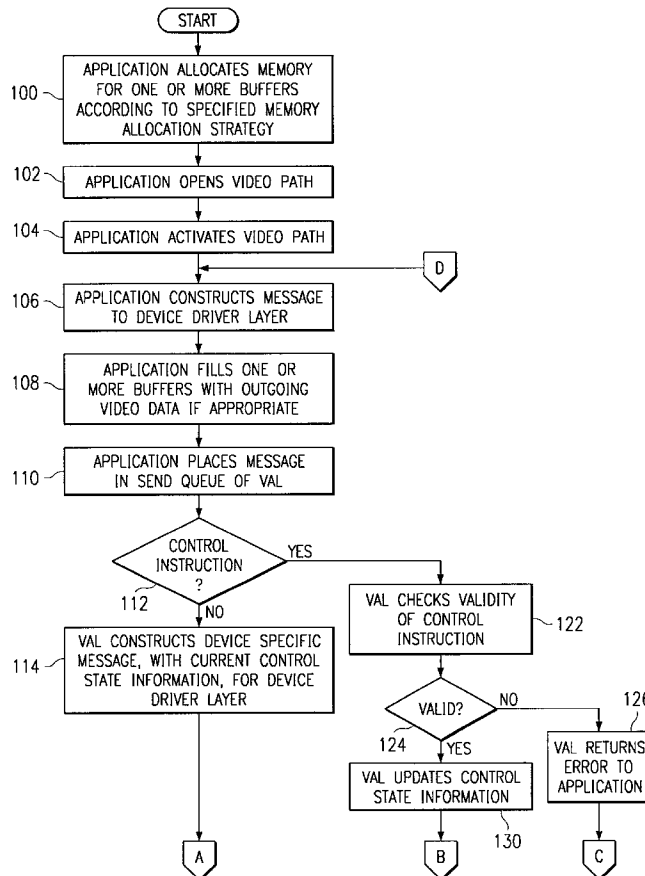 START
100
APPLICATION ALLOCATES MEMORY
FOR ONE OR MORE BUFFERS
ACCORDING TO SPECIFIED MEMORY
ALLOCATION STRATEGY
102
APPLICATION OPENS VIDEO PATH
104
APPLICATION ACTIVATES VIDEO PATH
D
106
APPLICATION CONSTRUCTS MESSAGE
TO DEVICE DRIVER LAYER
108
APPLICATION FILLS ONE OR
MORE BUFFERS WITH OUTGOING
VIDEO DATA IF APPROPRIATE
110
APPLICATION PLACES MESSAGE
IN SEND QUEUE OF VAL
CONTROL
INSTRUCTION
?
112
YES
NO
VAL CHECKS VALIDITY
OF CONTROL
INSTRUCTION
122
114
VAL CONSTRUCTS DEVICE SPECIFIC
MESSAGE, WITH CURRENT CONTROL
STATE INFORMATION, FOR DEVICE
DRIVER LAYER
VALID?
124
NO
YES
126
VAL RETURNS
ERROR TO
APPLICATION
VAL UPDATES CONTROL
STATE INFORMATION
130
A
B
C